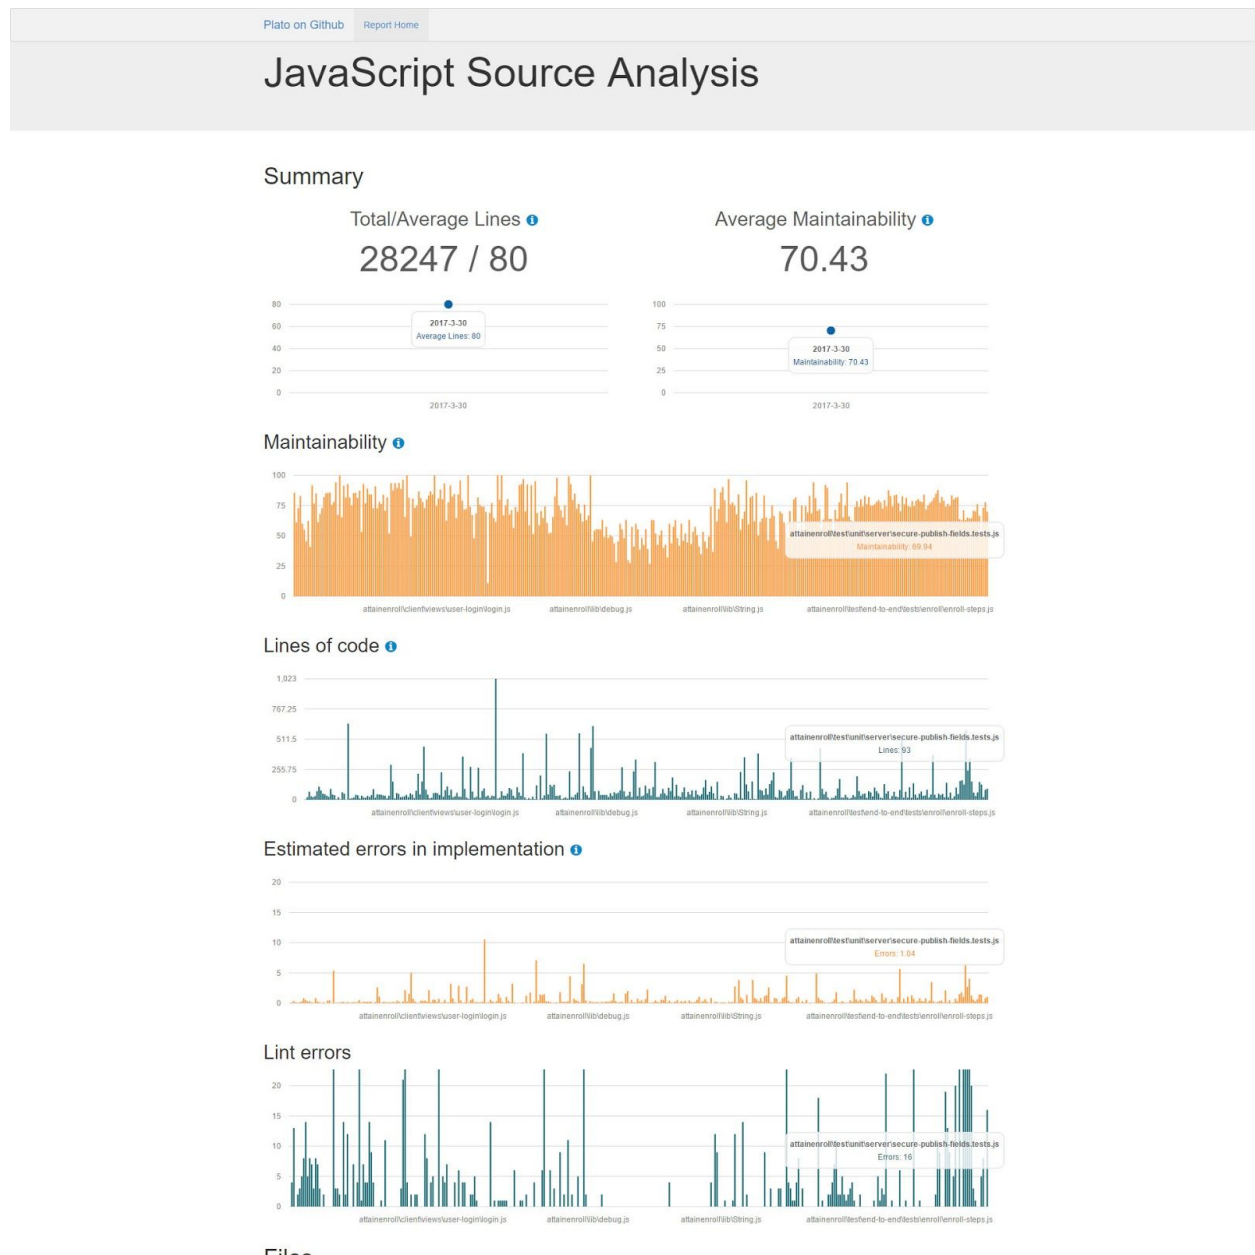 Plato on Github Report Home
JavaScript Source Analysis
Summary
Total/Average Lines
28247 / 80
80
60
40
20
0
2017-3-30
Average Lines: 80
2017-3-30
Average Maintainability
70.43
100
75
50
25
0
2017-3-30
Maintainability: 70.43
2017-3-30
Maintainability
100
75
50
25
0
attainenroll\test\unit\server\secure-publish-fields.tests.js
Maintainability: 69.94
attainenroll\client\views\user-login\login.js attainenroll\lib\debug.js attainenroll\lib\String.js attainenroll\test\end-to-end\tests\enroll\enroll-steps.js
Lines of code
1,023
767.25
511.5
255.75
0
attainenroll\test\unit\server\secure-publish-fields.tests.js
Lines: 93
attainenroll\client\views\user-login\login.js attainenroll\lib\debug.js attainenroll\lib\String.js attainenroll\test\end-to-end\tests\enroll\enroll-steps.js
Estimated errors in implementation
20
15
10
5
0
attainenroll\test\unit\server\secure-publish-fields.tests.js
Errors: 1.04
attainenroll\client\views\user-login\login.js attainenroll\lib\debug.js attainenroll\lib\String.js attainenroll\test\end-to-end\tests\enroll\enroll-steps.js
Lint errors
20
15
10
5
0
attainenroll\test\unit\server\secure-publish-fields.tests.js
Errors: 16
attainenroll\client\views\user-login\login.js attainenroll\lib\debug.js attainenroll\lib\String.js attainenroll\test\end-to-end\tests\enroll\enroll-steps.js
Files